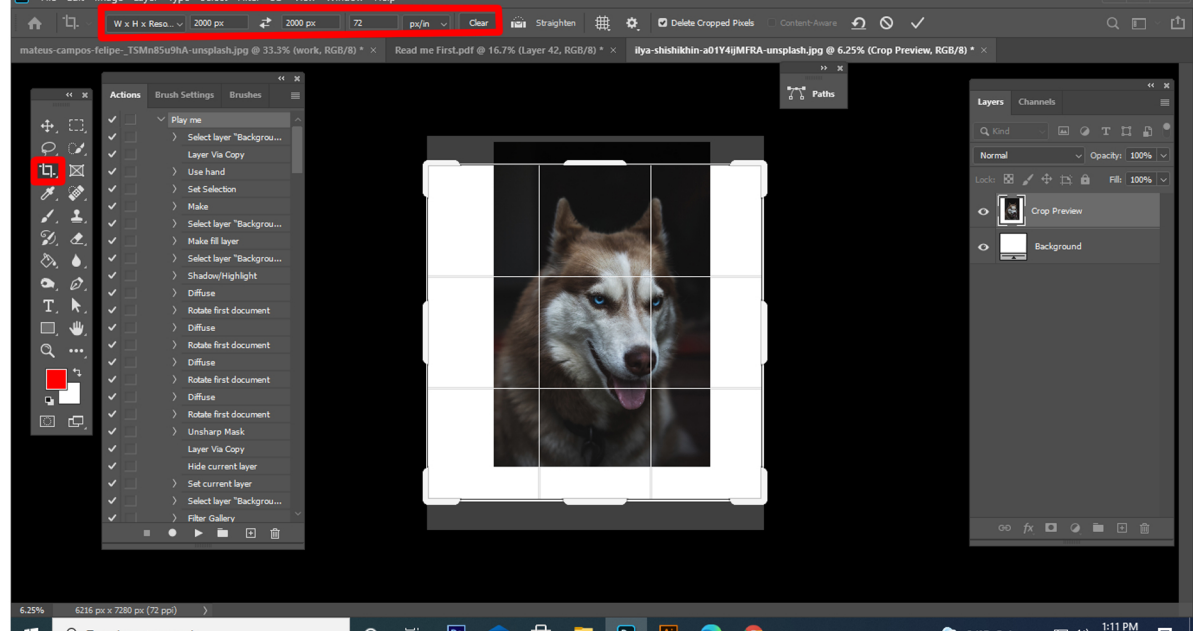 W x H x Reso... 2000 px 2000 px 72 px/in Clear Straighten Delete Cropped Pixels Content-Aware
mateus-campos-felipe-_TSMn85u9hA-unsplash.jpg @ 33.3% (work, RGB/8) * × Read me First.pdf @ 16.7% (Layer 42, RGB/8) * × ilya-shishikhin-a01Y4ijMFRA-unsplash.jpg @ 6.25% (Crop Preview, RGB/8) * ×
Actions Brush Settings Brushes
Play me
Select layer "Backgrou...
Layer Via Copy
Use hand
Set Selection
Make
Select layer "Backgrou...
Make fill layer
Select layer "Backgrou...
Shadow/Highlight
Diffuse
Rotate first document
Diffuse
Rotate first document
Diffuse
Rotate first document
Diffuse
Rotate first document
Unsharp Mask
Layer Via Copy
Hide current layer
Set current layer
Select layer "Backgrou...
Filter Gallery
Paths
Layers Channels
Kind
Normal Opacity: 100%
Lock: Fill: 100%
Crop Preview
Background
fx
6.25% 6216 px x 7280 px (72 ppi)
1:11 PM